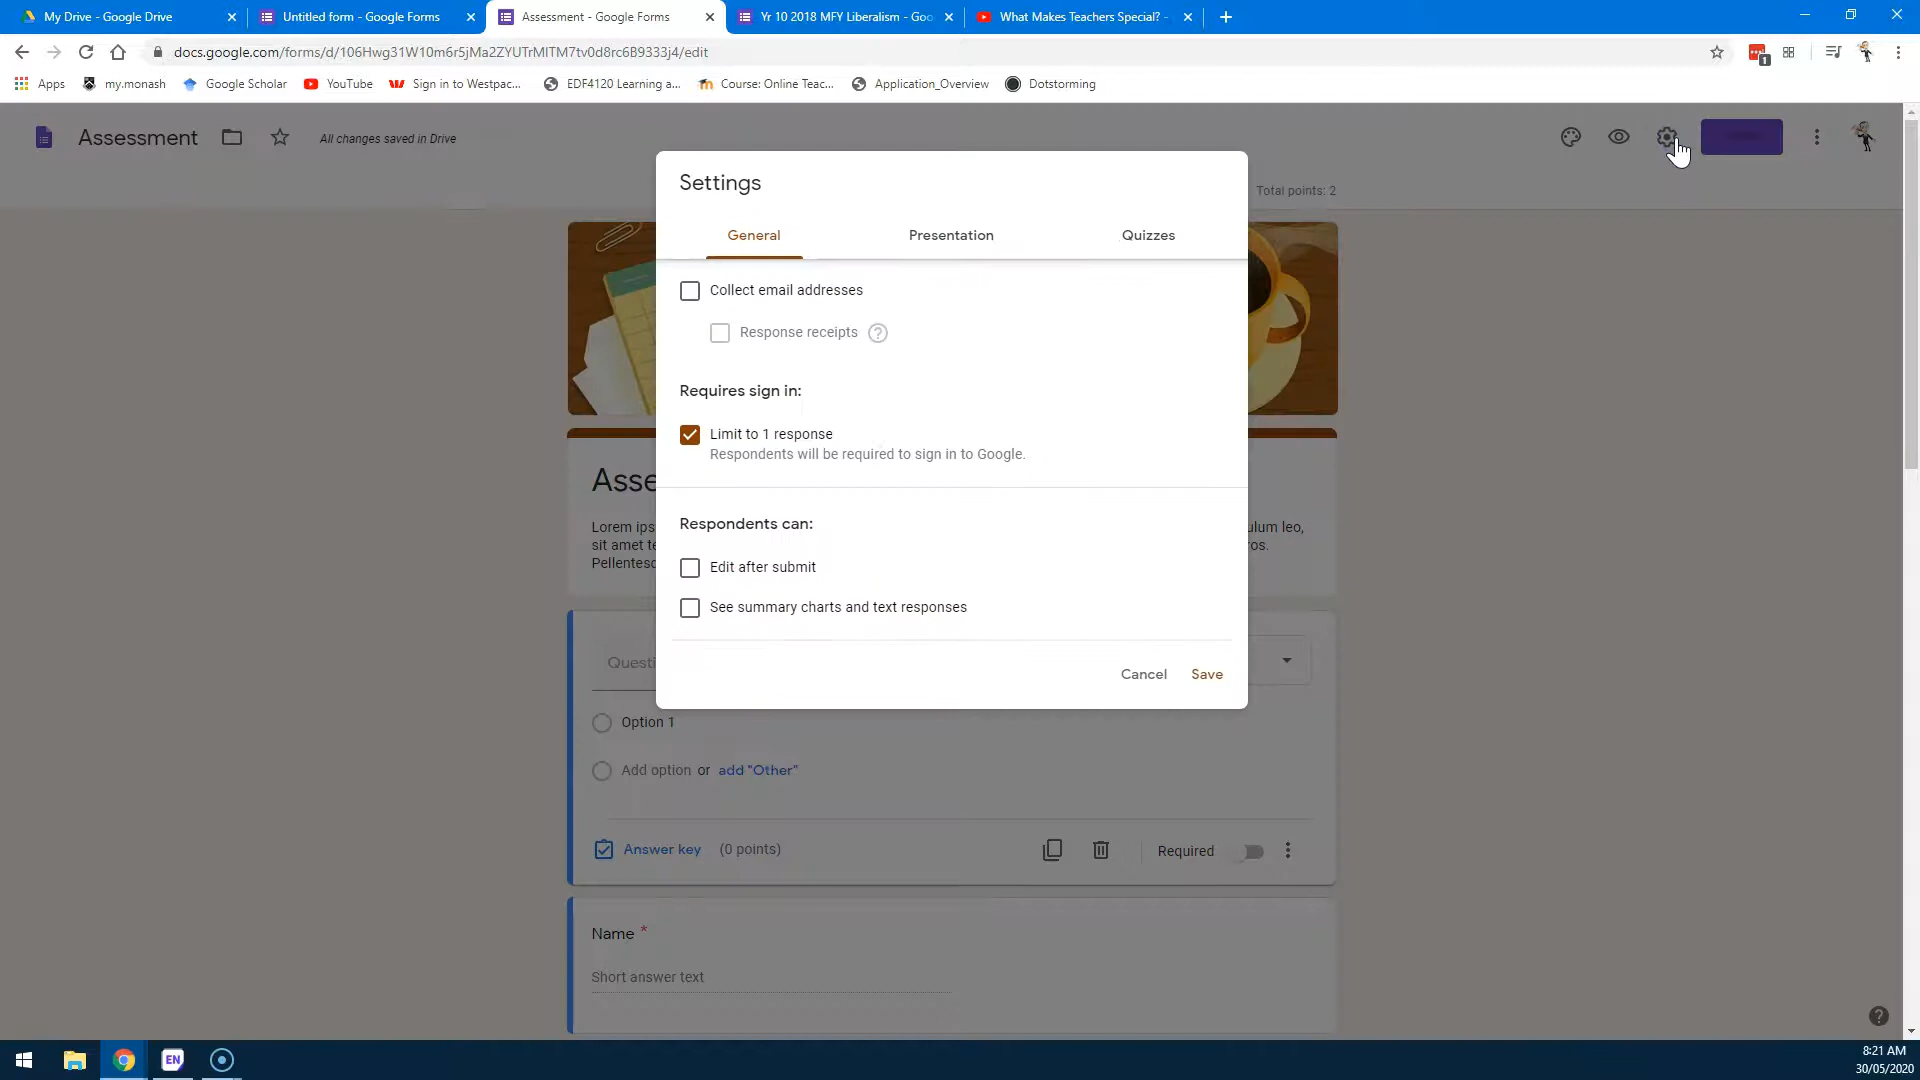 My Drive - Google Drive
Untitled form - Google Forms
Assessment - Google Forms
Yr 10 2018 MFY Liberalism - Goo
What Makes Teachers Special? -
docs.google.com/forms/d/106Hwg31W10m6r5jMa2ZYUTrMlTM7tv0d8rc6B9333j4/edit
1
Apps
my.monash
Google Scholar
YouTube
Sign in to Westpac...
EDF4120 Learning a...
Course: Online Teac...
Application_Overview
Dotstorming
Assessment
All changes saved in Drive
Total points: 2
Settings
General
Presentation
Quizzes
Collect email addresses
Response receipts
Requires sign in:
Limit to 1 response
Respondents will be required to sign in to Google.
Asse
Respondents can:
Lorem ips
ulum leo,
sit amet te
ros.
Pellentesc
Edit after submit
See summary charts and text responses
Questi
Cancel
Save
Option 1
Add option or add "Other"
Answer key (0 points)
Required
Name *
Short answer text
EN
8:21 AM
30/05/2020